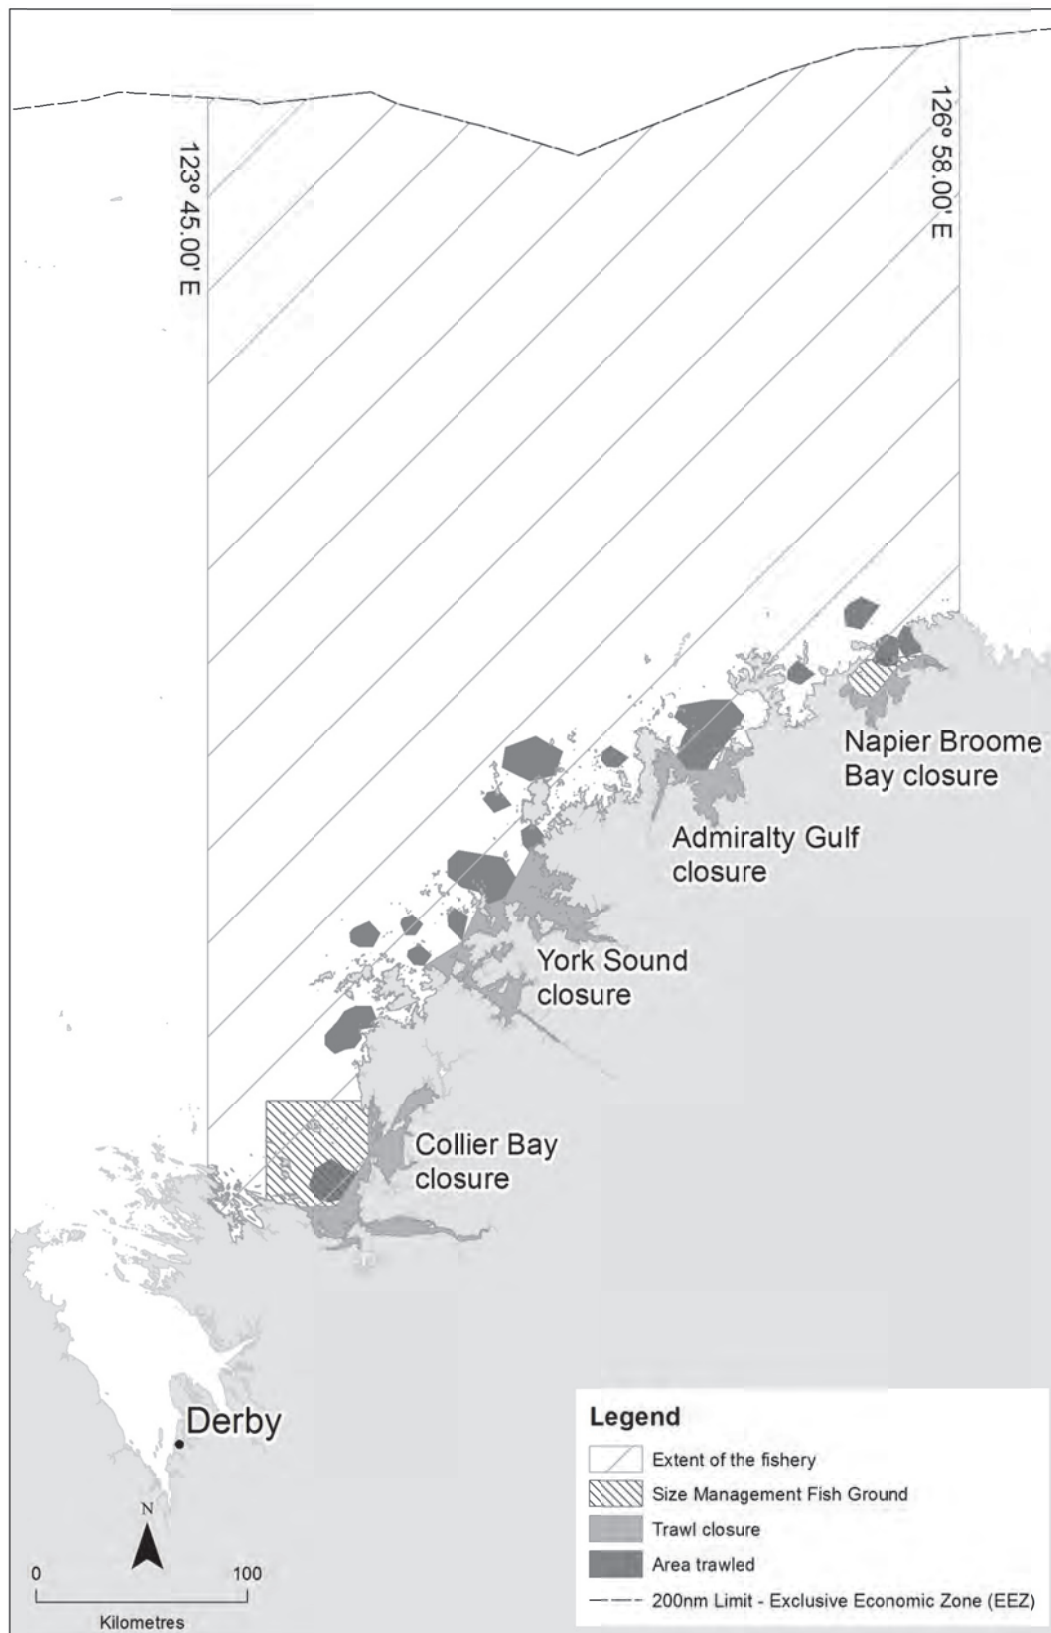 123° 45.00' E
126° 58.00' E
Napier Broome
Bay closure
Admiralty Gulf
closure
York Sound
closure
Collier Bay
closure
Derby
N
0 100
Kilometres
Legend
Extent of the fishery
Size Management Fish Ground
Trawl closure
Area trawled
200nm Limit - Exclusive Economic Zone (EEZ)